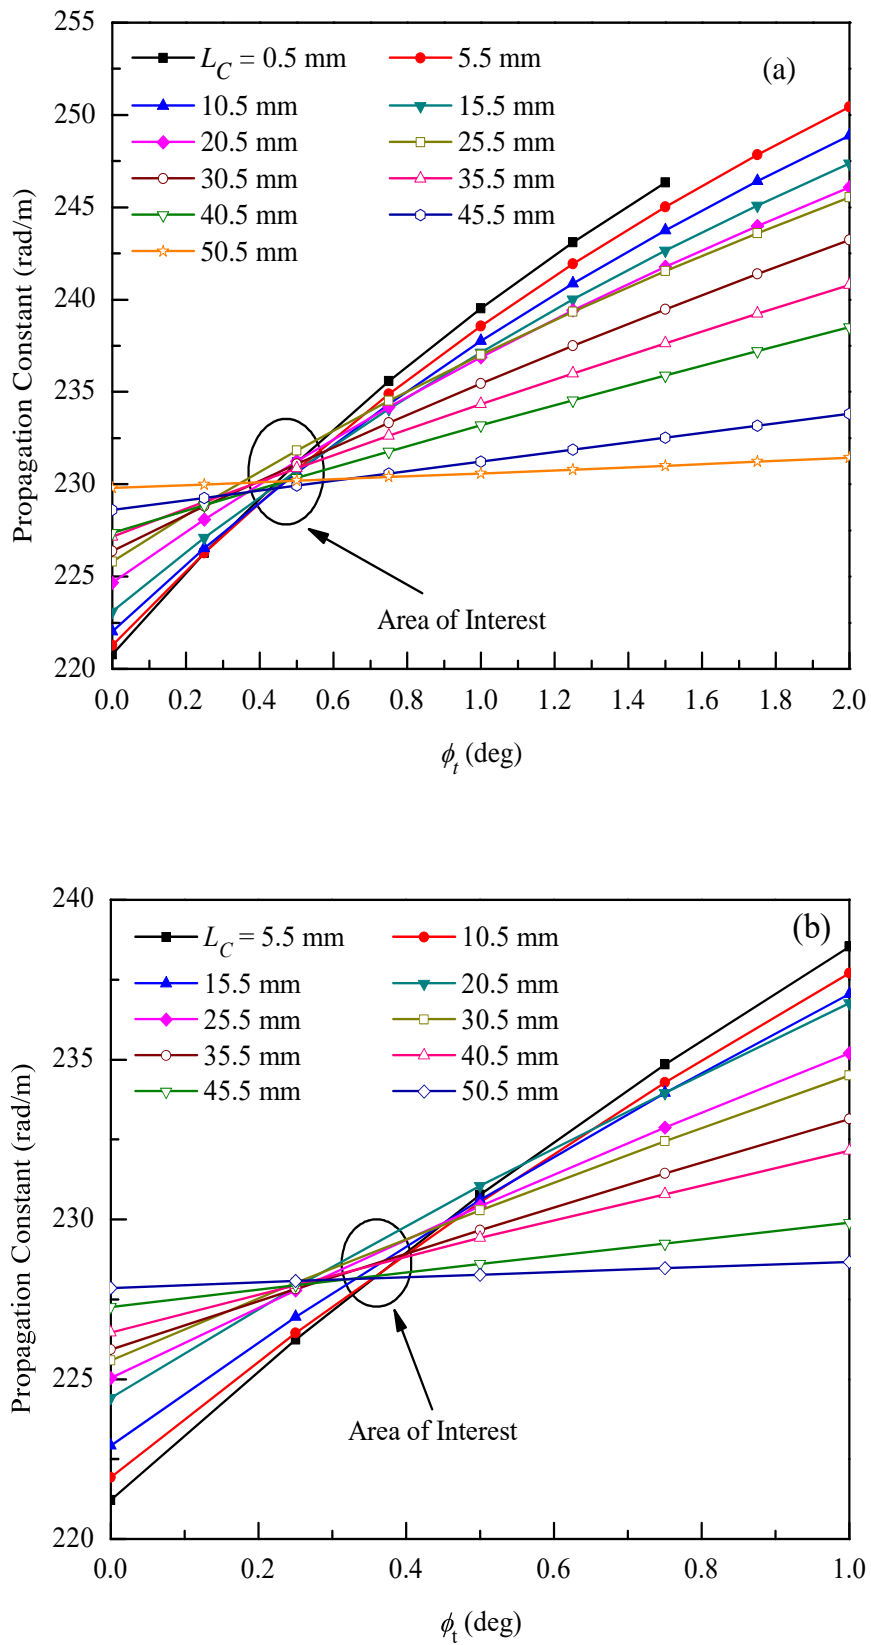 255
250
245
240
235
230
225
220
Propagation Constant (rad/m)
(a)
L_C = 0.5 mm
5.5 mm
10.5 mm
15.5 mm
20.5 mm
25.5 mm
30.5 mm
35.5 mm
40.5 mm
45.5 mm
50.5 mm
Area of Interest
0.0 0.2 0.4 0.6 0.8 1.0 1.2 1.4 1.6 1.8 2.0
ϕ_t (deg)
240
235
230
225
220
Propagation Constant (rad/m)
(b)
L_C = 5.5 mm
10.5 mm
15.5 mm
20.5 mm
25.5 mm
30.5 mm
35.5 mm
40.5 mm
45.5 mm
50.5 mm
Area of Interest
0.0 0.2 0.4 0.6 0.8 1.0
ϕ_t (deg)